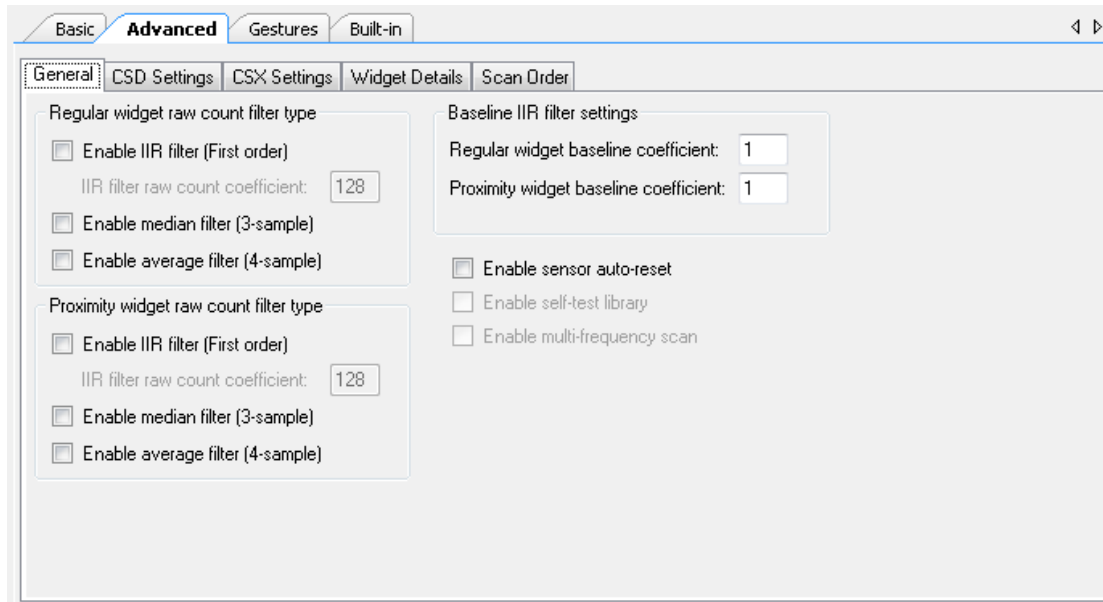 Basic Advanced Gestures Built-in
General CSD Settings CSX Settings Widget Details Scan Order
Regular widget raw count filter type
Enable IIR filter (First order)
IIR filter raw count coefficient: 128
Enable median filter (3-sample)
Enable average filter (4-sample)
Proximity widget raw count filter type
Enable IIR filter (First order)
IIR filter raw count coefficient: 128
Enable median filter (3-sample)
Enable average filter (4-sample)
Baseline IIR filter settings
Regular widget baseline coefficient: 1
Proximity widget baseline coefficient: 1
Enable sensor auto-reset
Enable self-test library
Enable multi-frequency scan